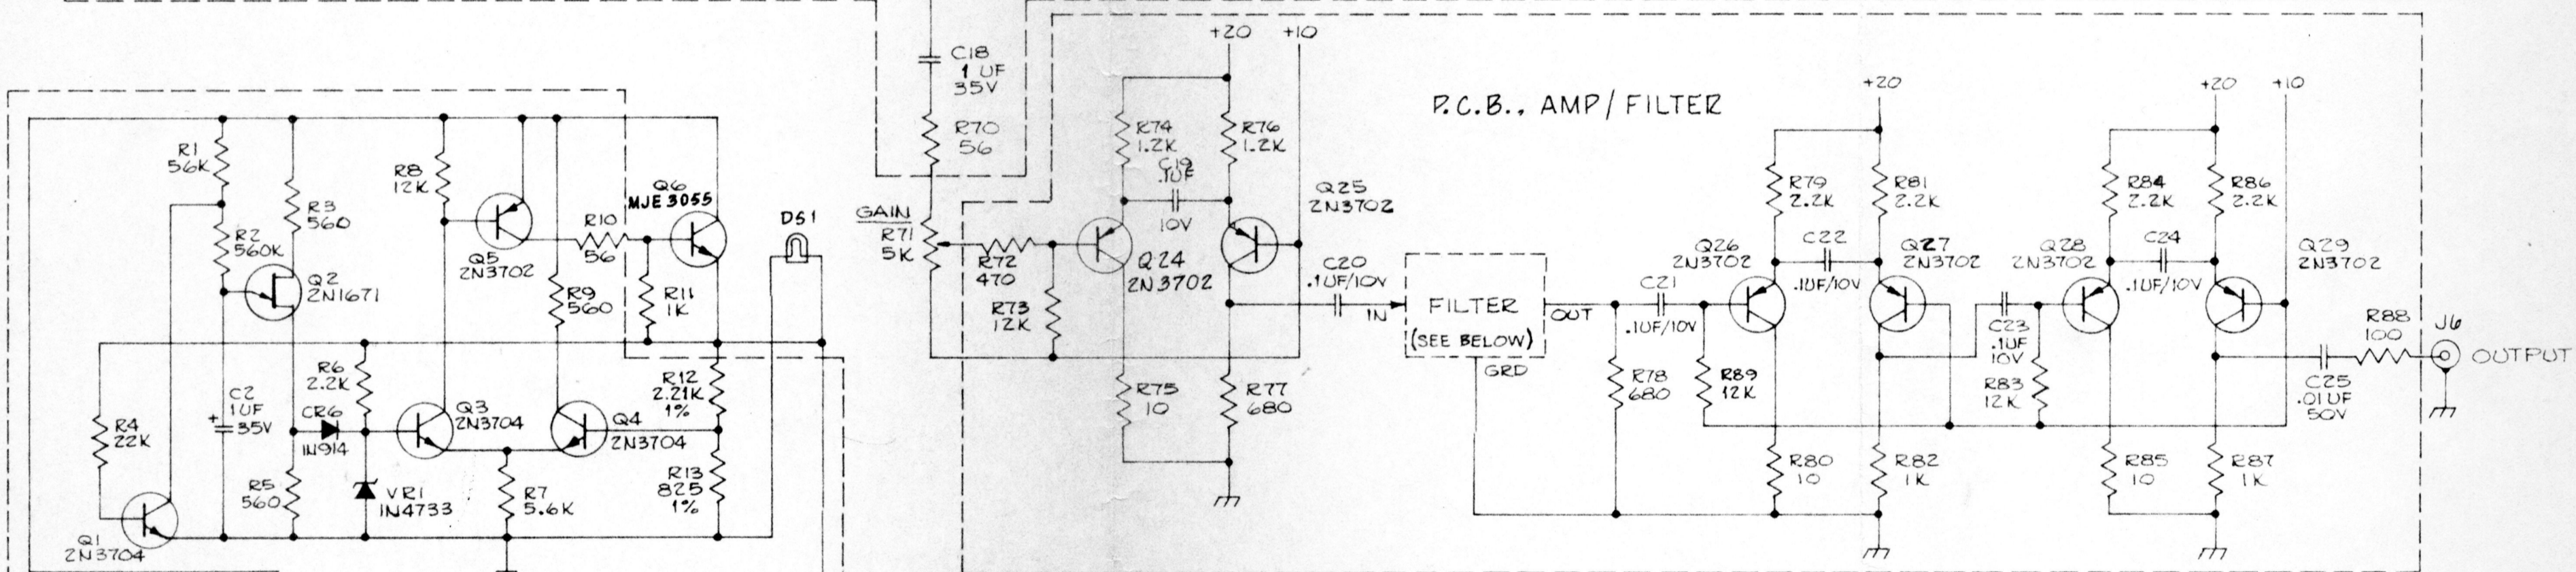 R1
56K
R2
560K
R3
560
Q2
2N1671
R4
22K
C2
1UF
35V
+
CR6
1N914
R5
560
Q1
2N3704
R6
2.2K
VR1
1N4733
R8
12K
Q5
2N3702
Q3
2N3704
R7
5.6K
Q4
2N3704
R9
560
R10
56
Q6
MJE 3055
R11
1K
R12
2.21K
1%
R13
825
1%
DS1
C18
1 UF
35V
R70
56
GAIN
R71
5K
R72
470
R73
12K
+20
+10
R74
1.2K
R76
1.2K
C19
.1UF
10V
Q24
2N3702
Q25
2N3702
R75
10
R77
680
C20
.1UF/10V
P.C.B., AMP/FILTER
IN
FILTER
(SEE BELOW)
OUT
GRD
R78
680
C21
.1UF/10V
R89
12K
+20
R79
2.2K
R81
2.2K
Q26
2N3702
C22
.1UF/10V
Q27
2N3702
R80
10
R82
1K
C23
.1UF
10V
R83
12K
+20
+10
R84
2.2K
R86
2.2K
Q28
2N3702
C24
.1UF/10V
Q29
2N3702
R85
10
R87
1K
C25
.01UF
50V
R88
100
J6
OUTPUT